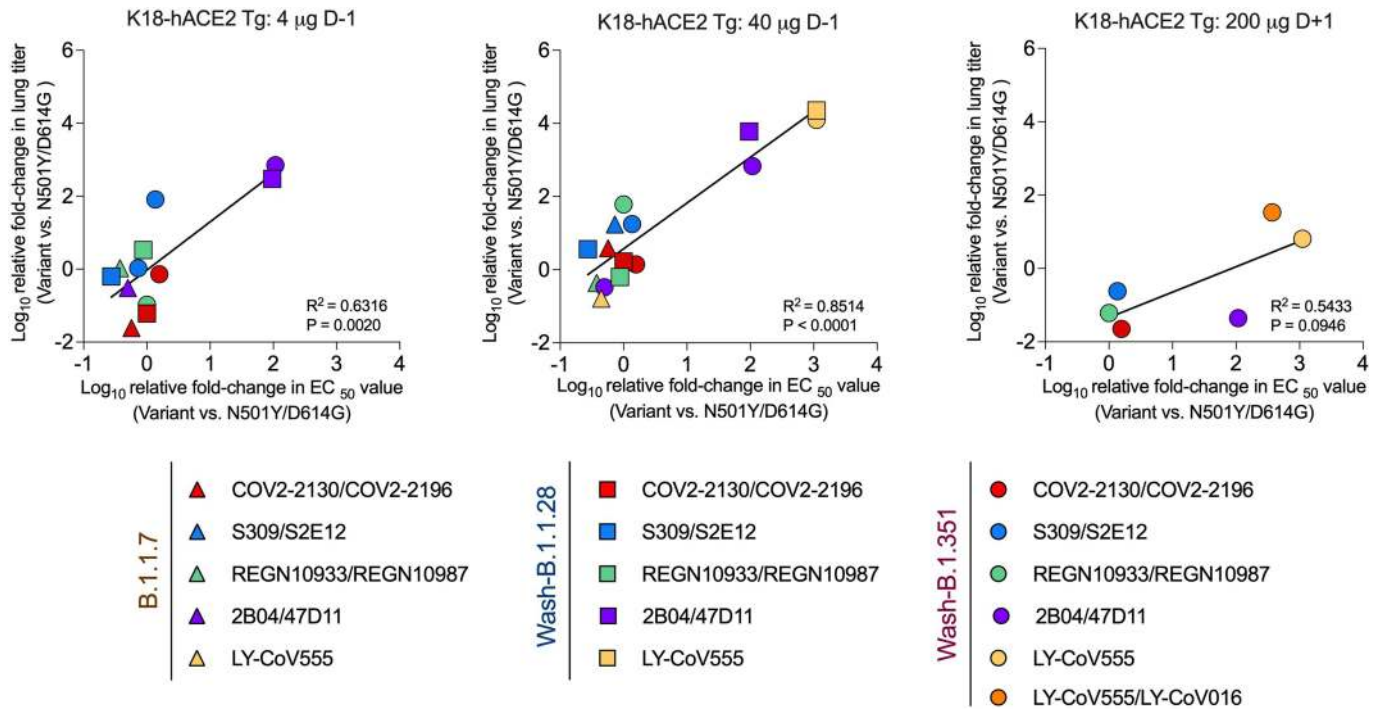 K18-hACE2 Tg: 4 μg D-1
Log10 relative fold-change in lung titer
(Variant vs. N501Y/D614G )
6
4
2
0
-2
-1
0
1
2
3
4
R2 = 0.6316
P = 0.0020
Log10 relative fold-change in EC 50 value
(Variant vs. N501Y/D614G)
K18-hACE2 Tg: 40 μg D-1
Log10 relative fold-change in lung titer
(Variant vs. N501Y/D614G )
6
4
2
0
-2
-1
0
1
2
3
4
R2 = 0.8514
P < 0.0001
Log10 relative fold-change in EC 50 value
(Variant vs. N501Y/D614G)
K18-hACE2 Tg: 200 μg D+1
Log10 relative fold-change in lung titer
(Variant vs. N501Y/D614G )
6
4
2
0
-2
-1
0
1
2
3
4
R2 = 0.5433
P = 0.0946
Log10 relative fold-change in EC 50 value
(Variant vs. N501Y/D614G)
B.1.1.7
COV2-2130/COV2-2196
S309/S2E12
REGN10933/REGN10987
2B04/47D11
LY-CoV555
Wash-B.1.1.28
COV2-2130/COV2-2196
S309/S2E12
REGN10933/REGN10987
2B04/47D11
LY-CoV555
Wash-B.1.351
COV2-2130/COV2-2196
S309/S2E12
REGN10933/REGN10987
2B04/47D11
LY-CoV555
LY-CoV555/LY-CoV016